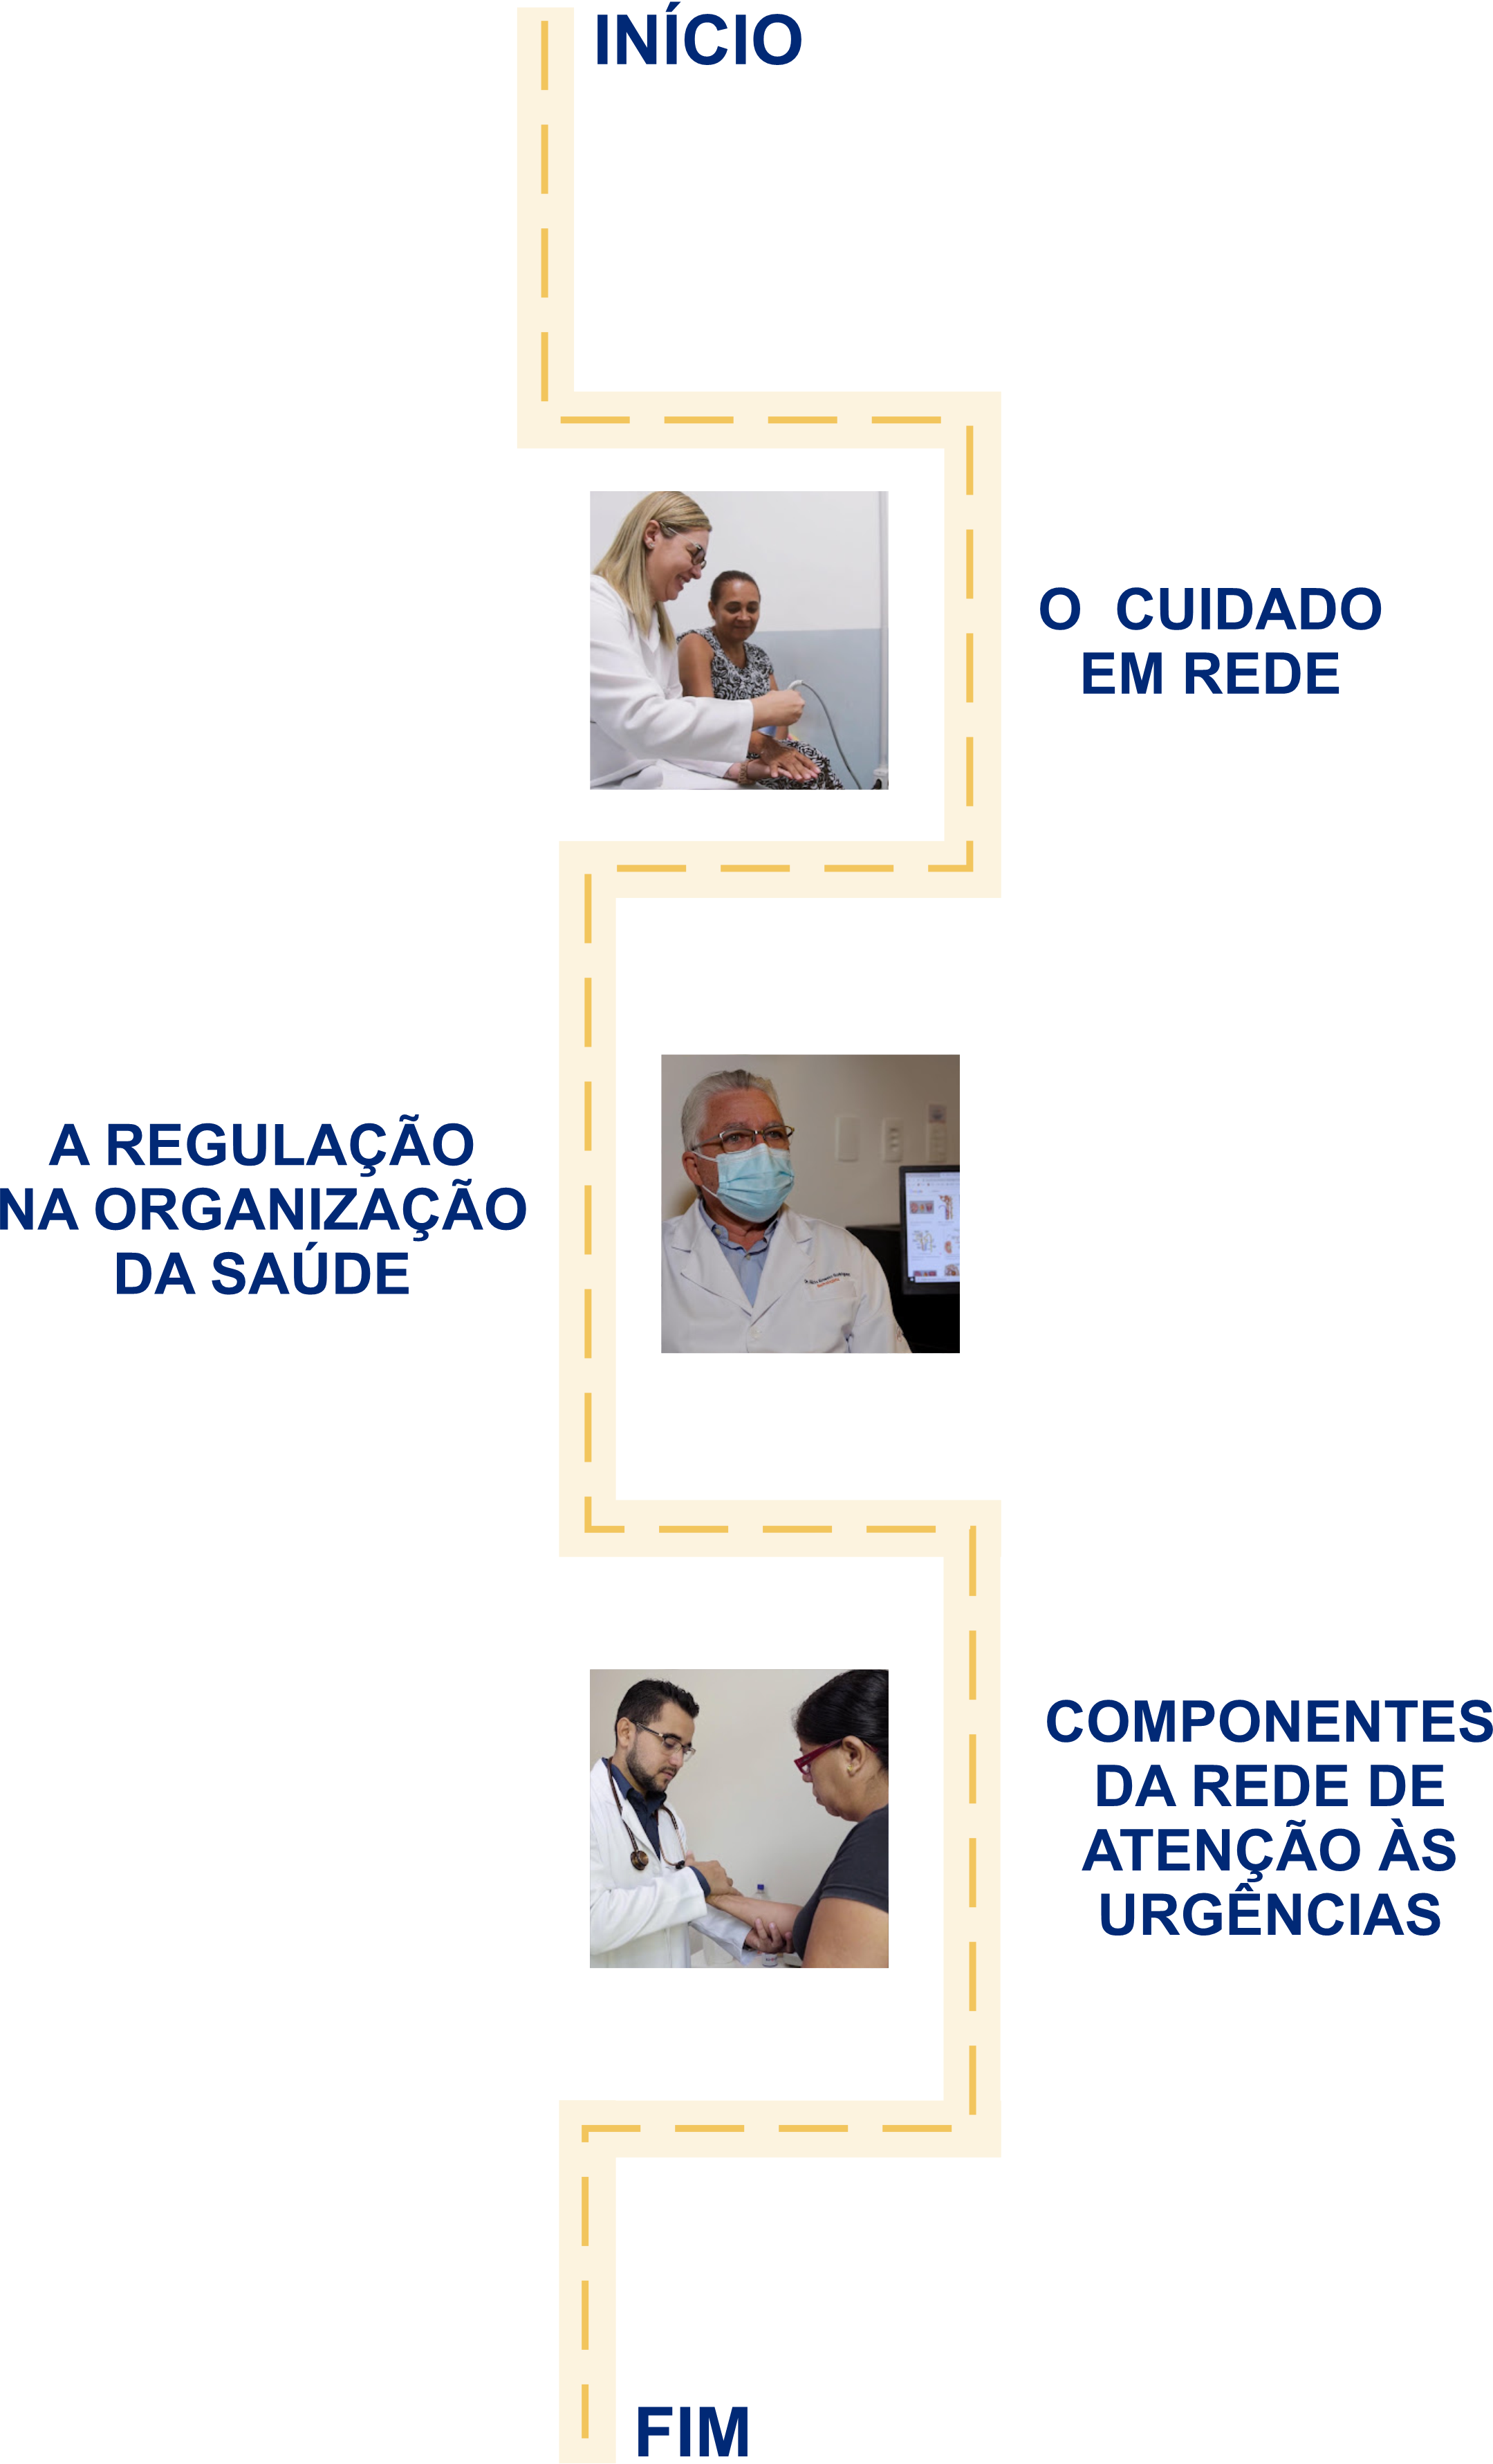 INÍCIO
O CUIDADO
EM REDE
A REGULAÇÃO
NA ORGANIZAÇÃO
DA SAÚDE
COMPONENTES
DA REDE DE
ATENÇÃO ÀS
URGÊNCIAS
FIM